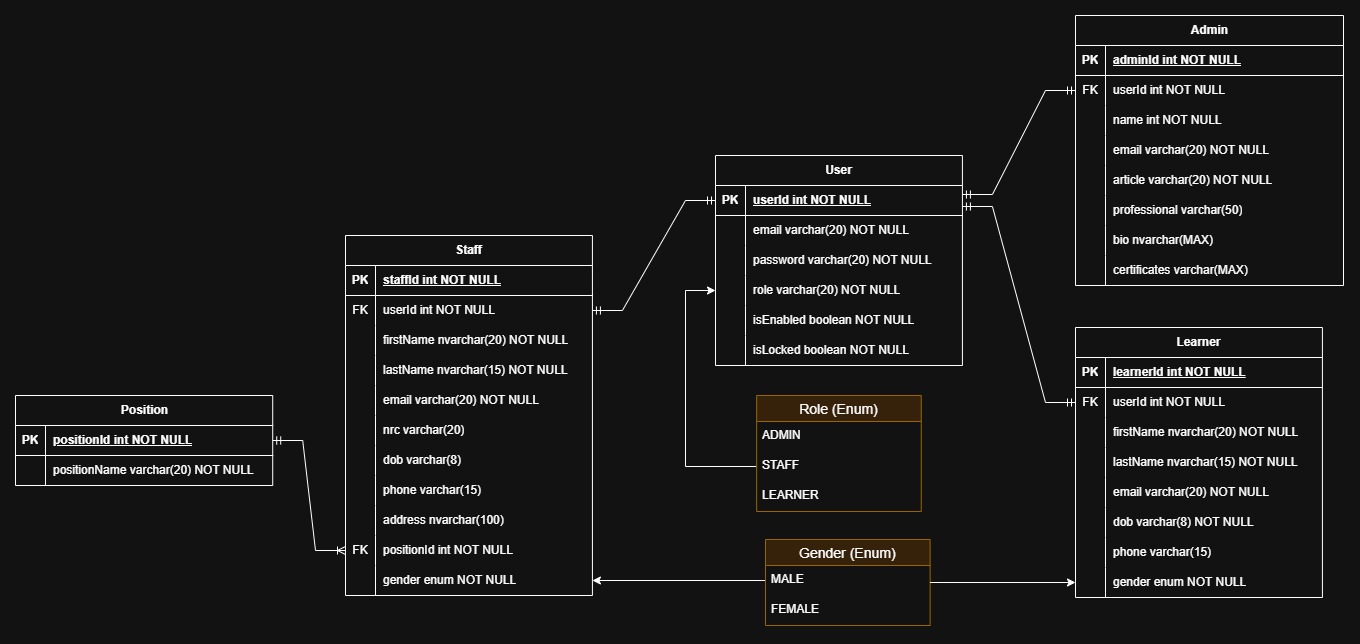 Admin
PK adminId int NOT NULL
FK userId int NOT NULL
name int NOT NULL
email varchar(20) NOT NULL
article varchar(20) NOT NULL
professional varchar(50)
bio nvarchar(MAX)
certificates varchar(MAX)
User
PK userId int NOT NULL
email varchar(20) NOT NULL
password varchar(20) NOT NULL
role varchar(20) NOT NULL
isEnabled boolean NOT NULL
isLocked boolean NOT NULL
Staff
PK staffId int NOT NULL
FK userId int NOT NULL
firstName nvarchar(20) NOT NULL
lastName nvarchar(15) NOT NULL
email varchar(20) NOT NULL
nrc varchar(20)
dob varchar(8)
phone varchar(15)
address nvarchar(100)
FK positionId int NOT NULL
gender enum NOT NULL
Position
PK positionId int NOT NULL
positionName varchar(20) NOT NULL
Role (Enum)
ADMIN
STAFF
LEARNER
Gender (Enum)
MALE
FEMALE
Learner
PK learnerId int NOT NULL
FK userId int NOT NULL
firstName nvarchar(20) NOT NULL
lastName nvarchar(15) NOT NULL
email varchar(20) NOT NULL
dob varchar(8) NOT NULL
phone varchar(15)
gender enum NOT NULL